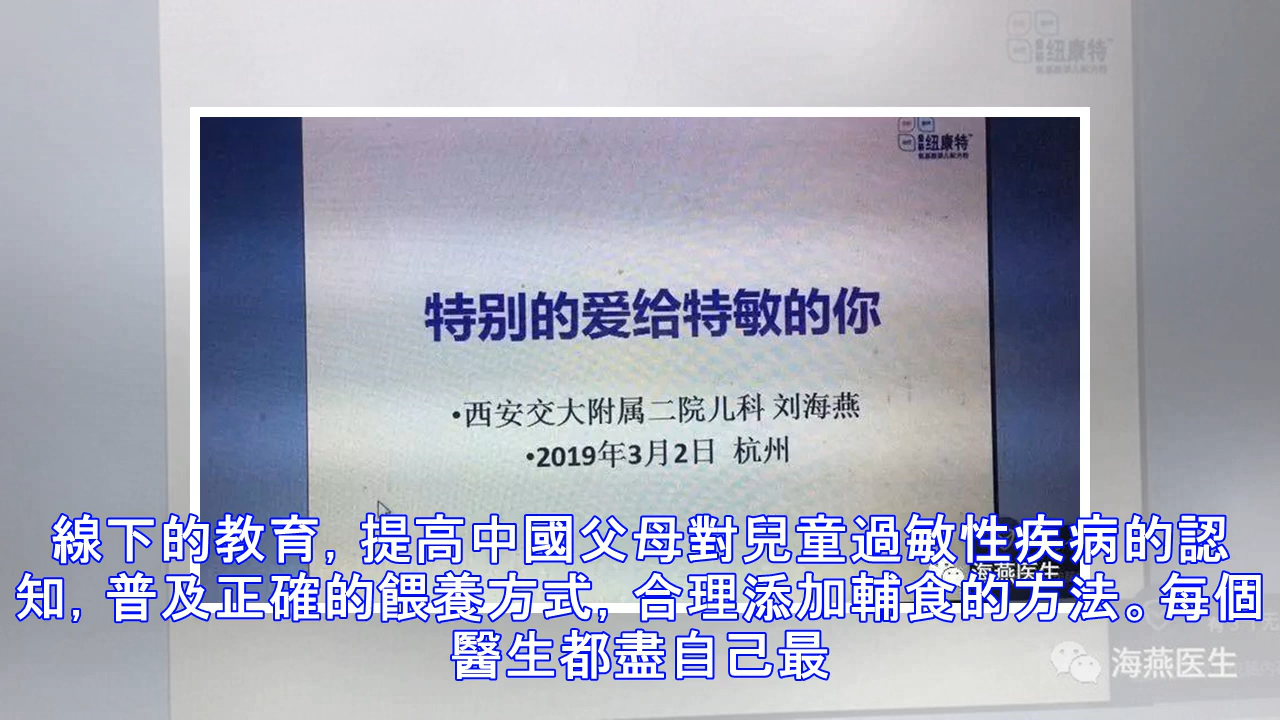 纽康特
纽康特
特别的爱给特敏的你
•西安交大附属二院儿科 刘海燕
•2019年3月2日 杭州
海燕医生
線下的教育, 提高中國父母對兒童過敏性疾病的認
知, 普及正確的餵養方式, 合理添加輔食的方法。每個
醫生都盡自己最
海燕医生